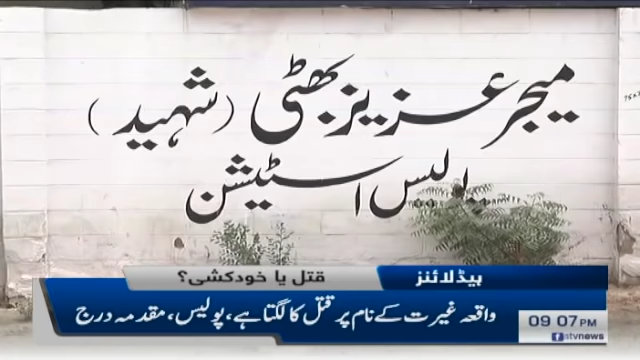 میجر عزیز بھٹی (شہید)
پولیس اسٹیشن
ہیڈلائنز
قتل یا خودکشی؟
واقعہ غیرت کے نام پر قتل کا لگتا ہے، پولیس، مقدمہ درج
09 07 PM
stvnews